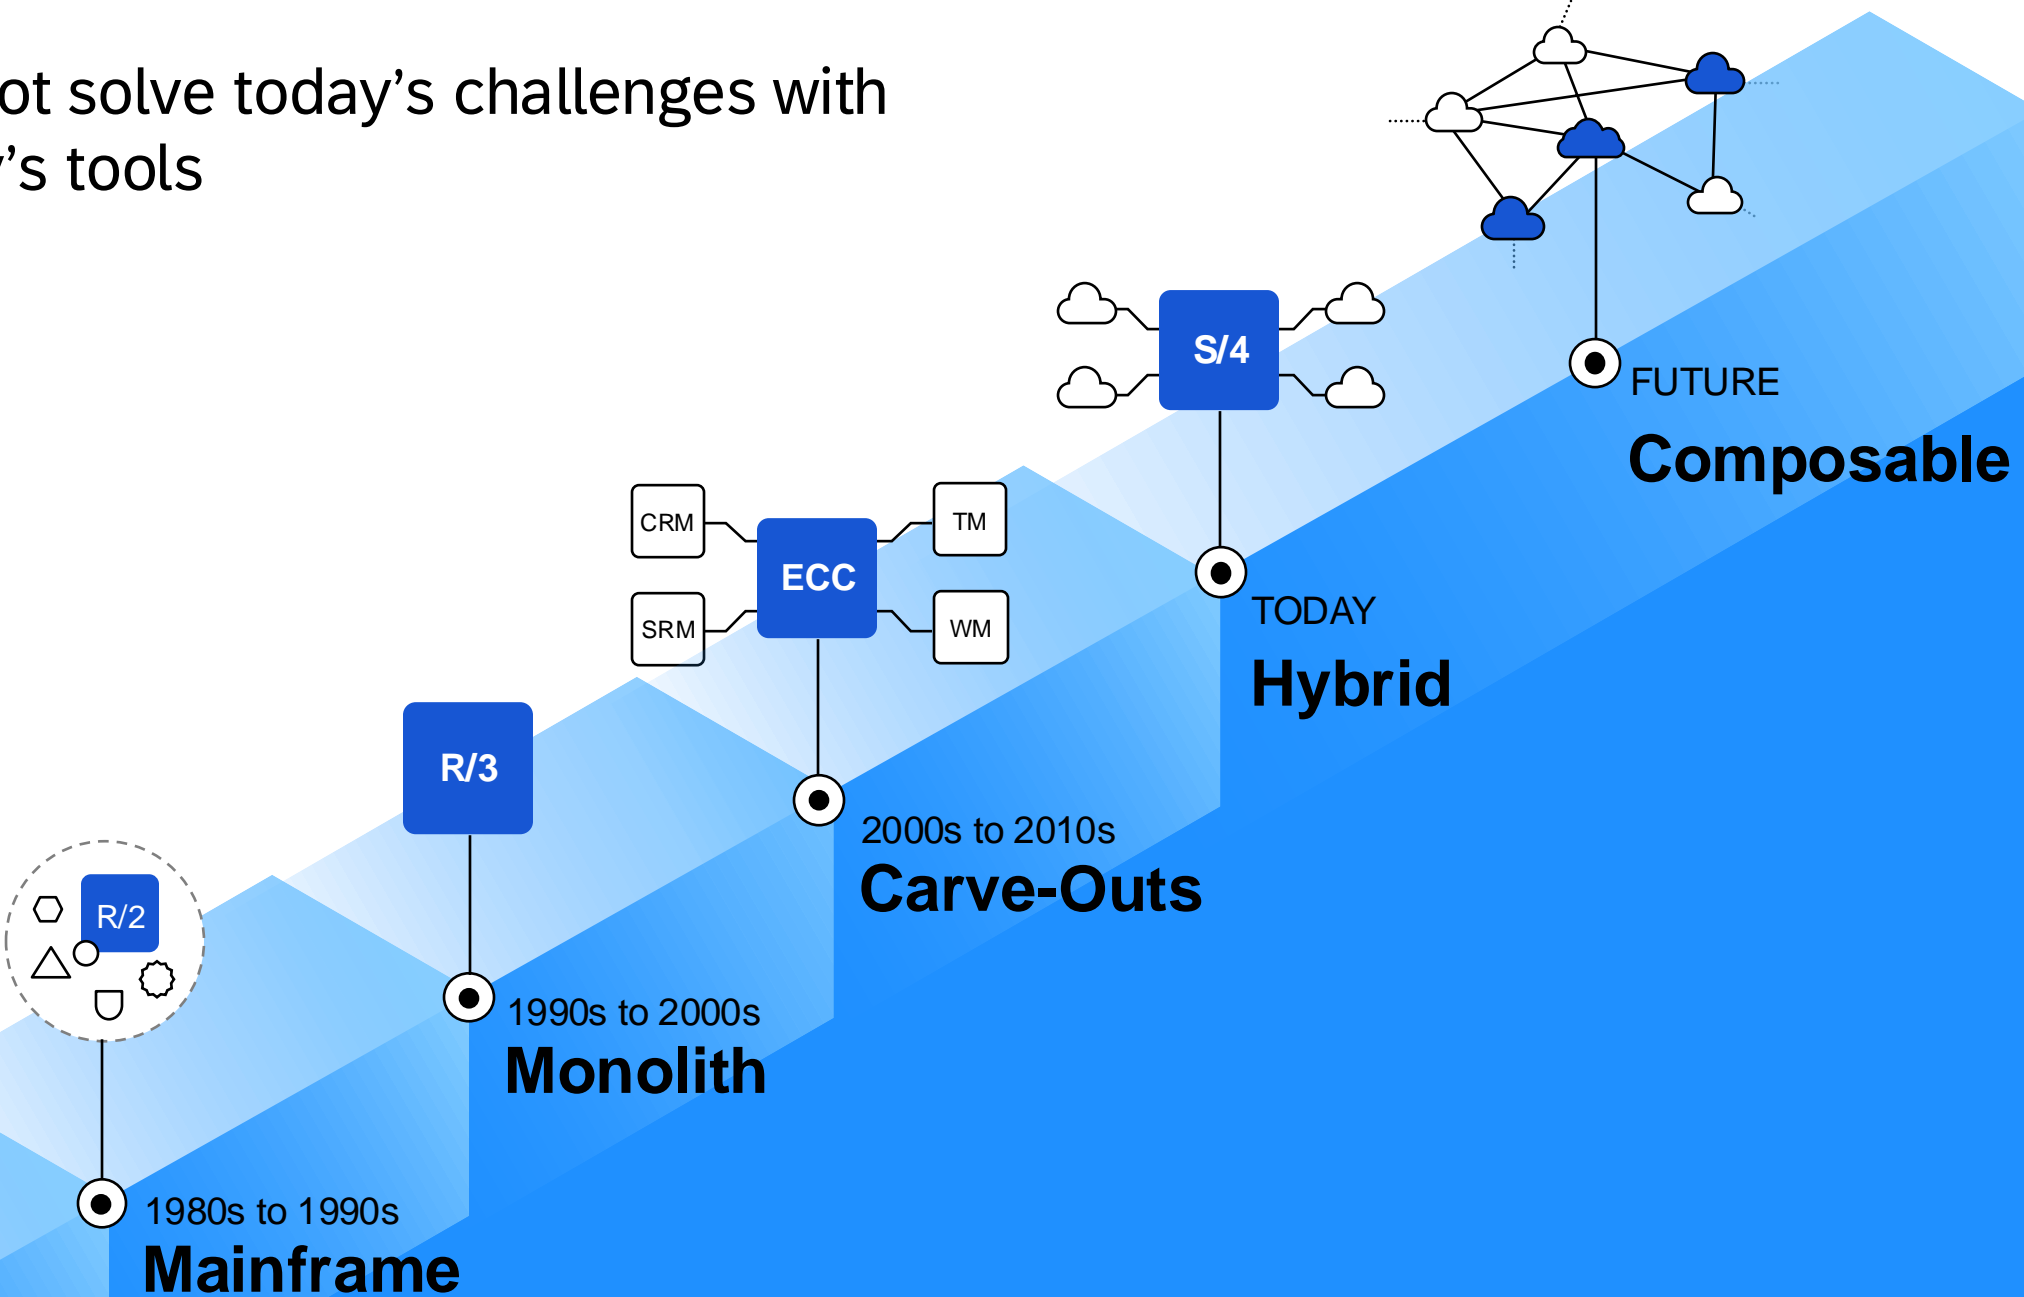 ot solve today's challenges with
y's tools
S/4
FUTURE
Composable
CRM
TM
ECC
SRM
WM
TODAY
Hybrid
R/3
2000s to 2010s
Carve-Outs
R/2
1990s to 2000s
Monolith
1980s to 1990s
Mainframe